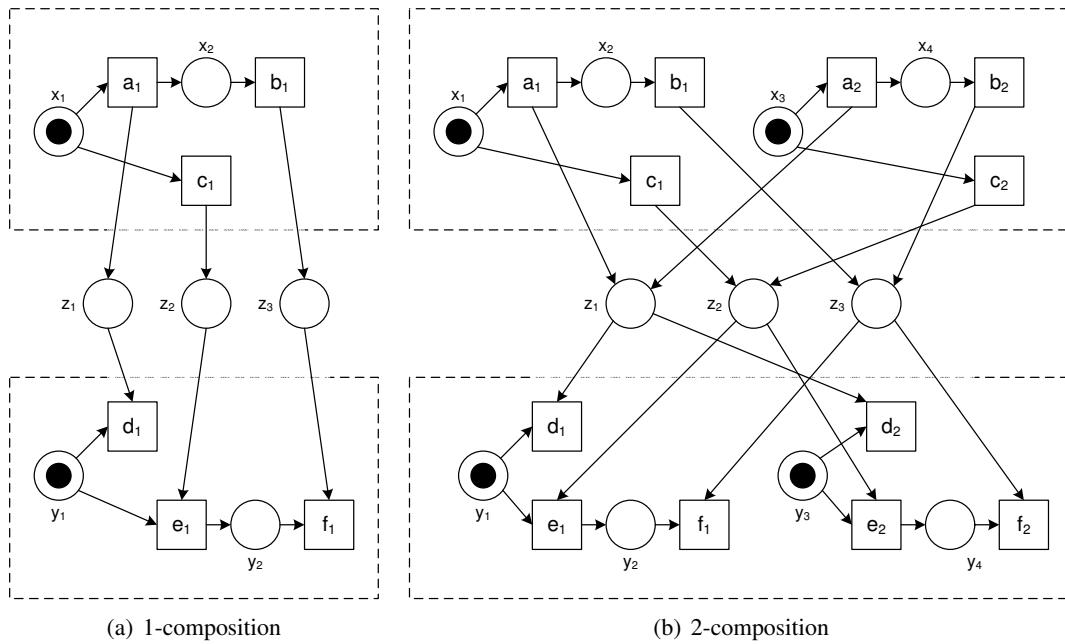 x₂ x₂ x₄
a₁ b₁ a₁ b₁ a₂ b₂
x₁ x₁ x₃
c₁ c₁ c₂
z₁ z₂ z₃ z₁ z₂ z₃
d₁ d₁ d₂
y₁ e₁ f₁ y₁ e₁ f₁ y₃ e₂ f₂
y₂ y₂ y₄
(a) 1-composition (b) 2-composition